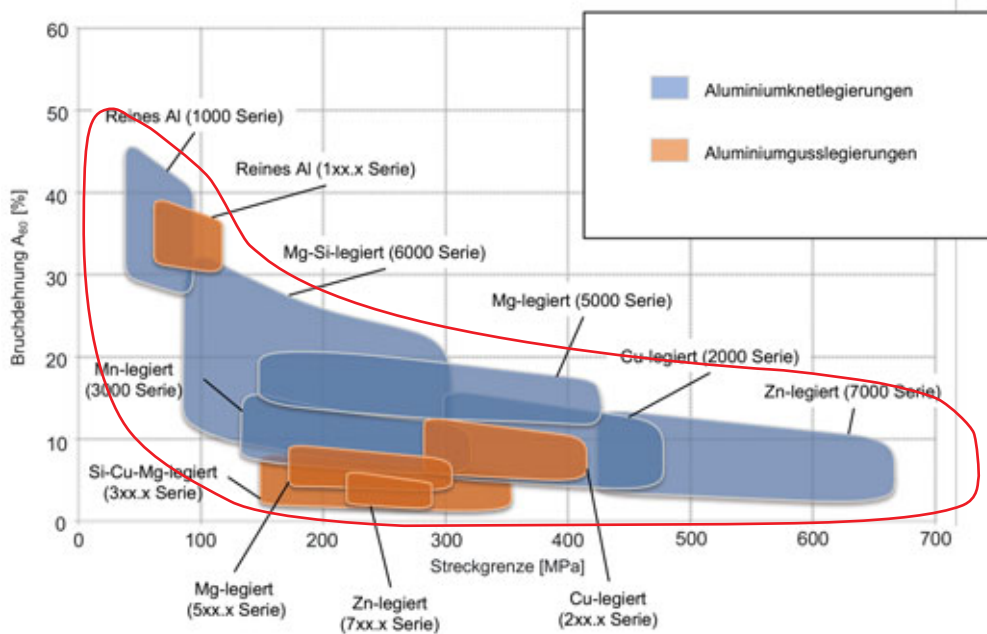 60
50
40
30
20
10
0
Bruchdehnung A₈₀ [%]
0
100
200
300
400
500
600
700
Streckgrenze [MPa]
Aluminiumknetlegierungen
Aluminiumgusslegierungen
Reines Al (1000 Serie)
Reines Al (1xx.x Serie)
Mg-Si-legiert (6000 Serie)
Mg-legiert (5000 Serie)
Cu-legiert (2000 Serie)
Zn-legiert (7000 Serie)
Mn-legiert
(3000 Serie)
Si-Cu-Mg-legiert
(3xx.x Serie)
Mg-legiert
(5xx.x Serie)
Zn-legiert
(7xx.x Serie)
Cu-legiert
(2xx.x Serie)